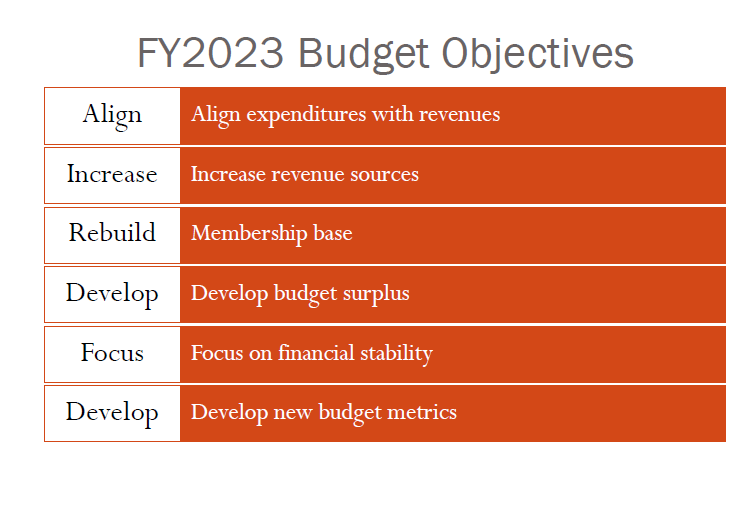 FY2023 Budget Objectives
Align
Align expenditures with revenues
Increase
Increase revenue sources
Rebuild
Membership base
Develop
Develop budget surplus
Focus
Focus on financial stability
Develop
Develop new budget metrics